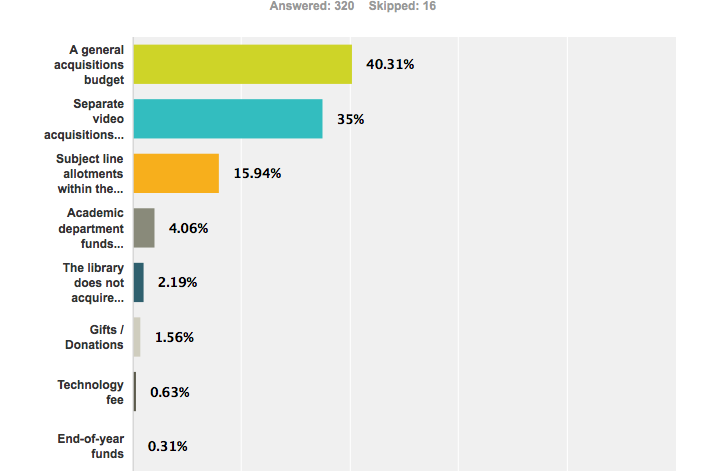 Answered: 320 Skipped: 16
A general
acquisitions
budget
40.31%
Separate
video
acquisitions...
35%
Subject line
allotments
within the...
15.94%
Academic
department
funds...
4.06%
The library
does not
acquire...
2.19%
Gifts /
Donations
1.56%
Technology
fee
0.63%
End-of-year
funds
0.31%